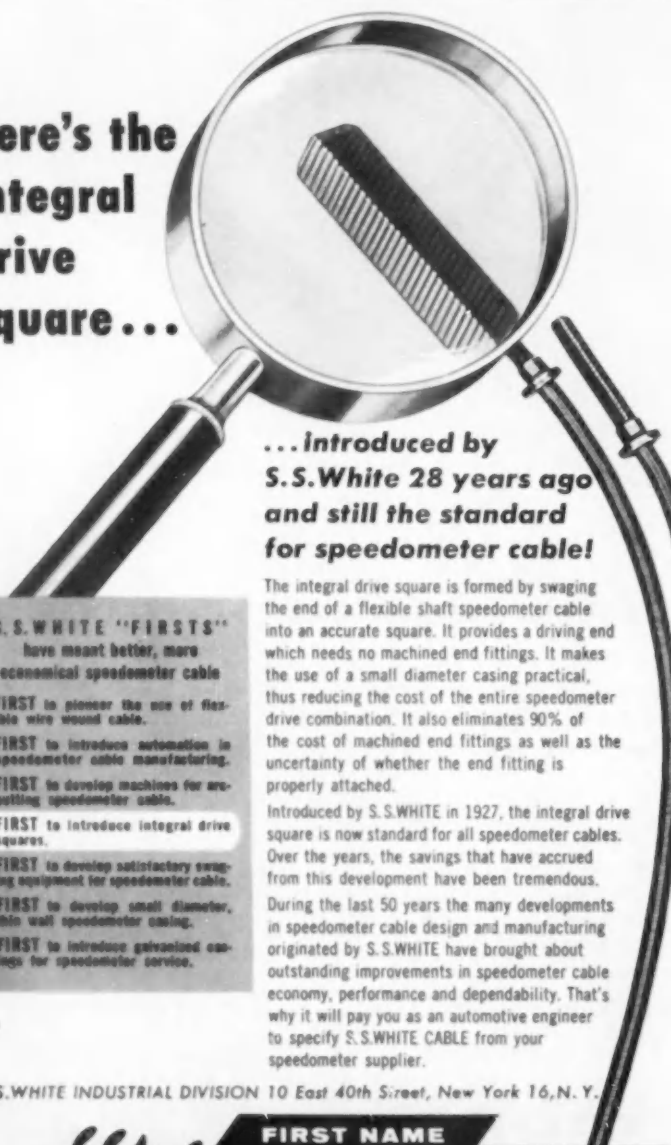 ere's the
ntegral
rive
quare...
...introduced by
S.S.White 28 years ago
and still the standard
for speedometer cable!
The integral drive square is formed by swaging
the end of a flexible shaft speedometer cable
into an accurate square. It provides a driving end
which needs no machined end fittings. It makes
the use of a small diameter casing practical,
thus reducing the cost of the entire speedometer
drive combination. It also eliminates 90% of
the cost of machined end fittings as well as the
uncertainty of whether the end fitting is
properly attached.
Introduced by S.S.WHITE in 1927, the integral drive
square is now standard for all speedometer cables.
Over the years, the savings that have accrued
from this development have been tremendous.
During the last 50 years the many developments
in speedometer cable design and manufacturing
originated by S.S.WHITE have brought about
outstanding improvements in speedometer cable
economy, performance and dependability. That's
why it will pay you as an automotive engineer
to specify S.S.WHITE CABLE from your
speedometer supplier.
S.S.WHITE "FIRSTS"
have meant better, more
economical speedometer cable
FIRST to pioneer the use of flex-
ible wire wound cable.
FIRST to introduce automation in
speedometer cable manufacturing.
FIRST to develop machines for arc-
cutting speedometer cable.
FIRST to introduce integral drive
squares.
FIRST to develop satisfactory swag-
ing equipment for speedometer cable.
FIRST to develop small diameter,
thin wall speedometer casing.
FIRST to introduce galvanized cas-
ings for speedometer service.
S.WHITE INDUSTRIAL DIVISION 10 East 40th Street, New York 16, N. Y.
FIRST NAME